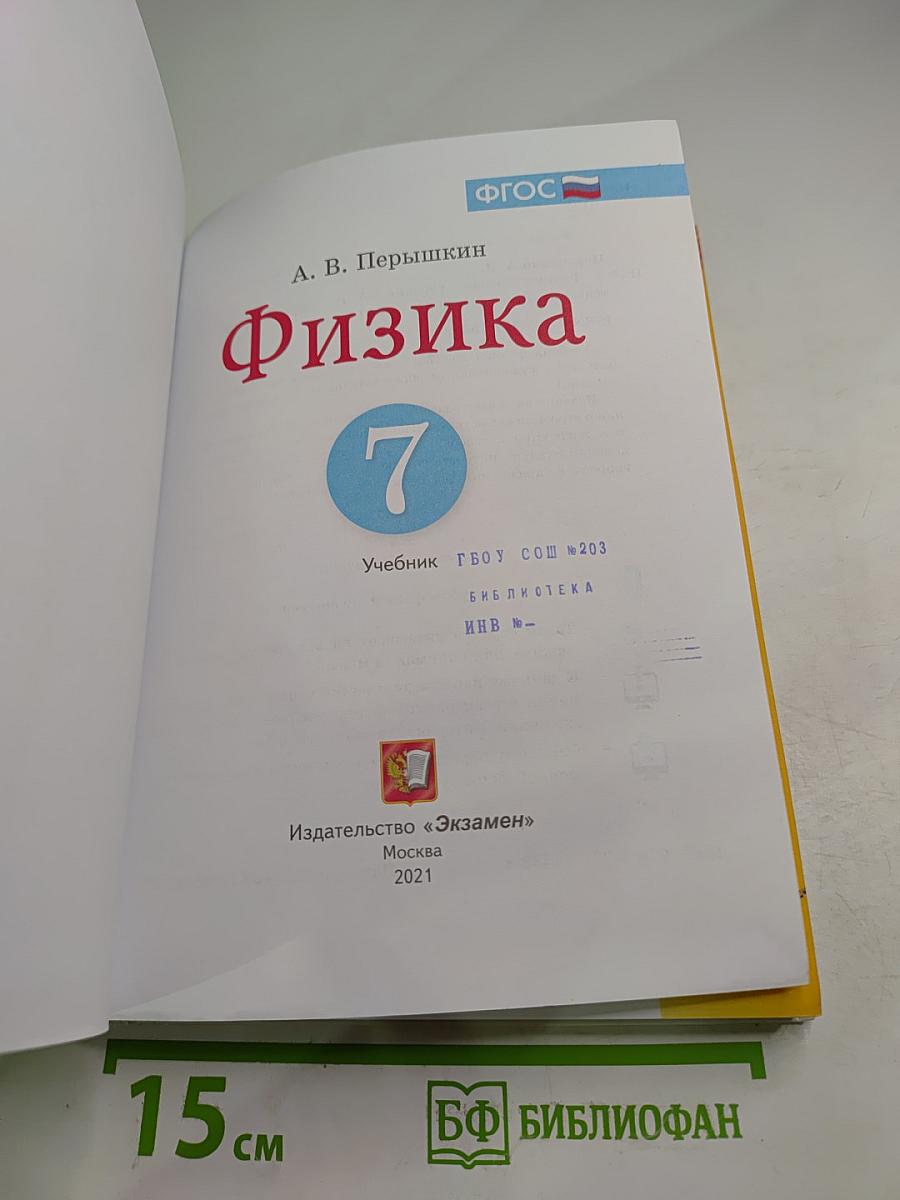 ФГОС
А. В. Перышкин
Физика
7
Учебник ГБОУ СОШ №203
БИБЛИОТЕКА
ИНВ №–
Издательство «Экзамен»
Москва
2021
15 см
БФ БИБЛИОФАН